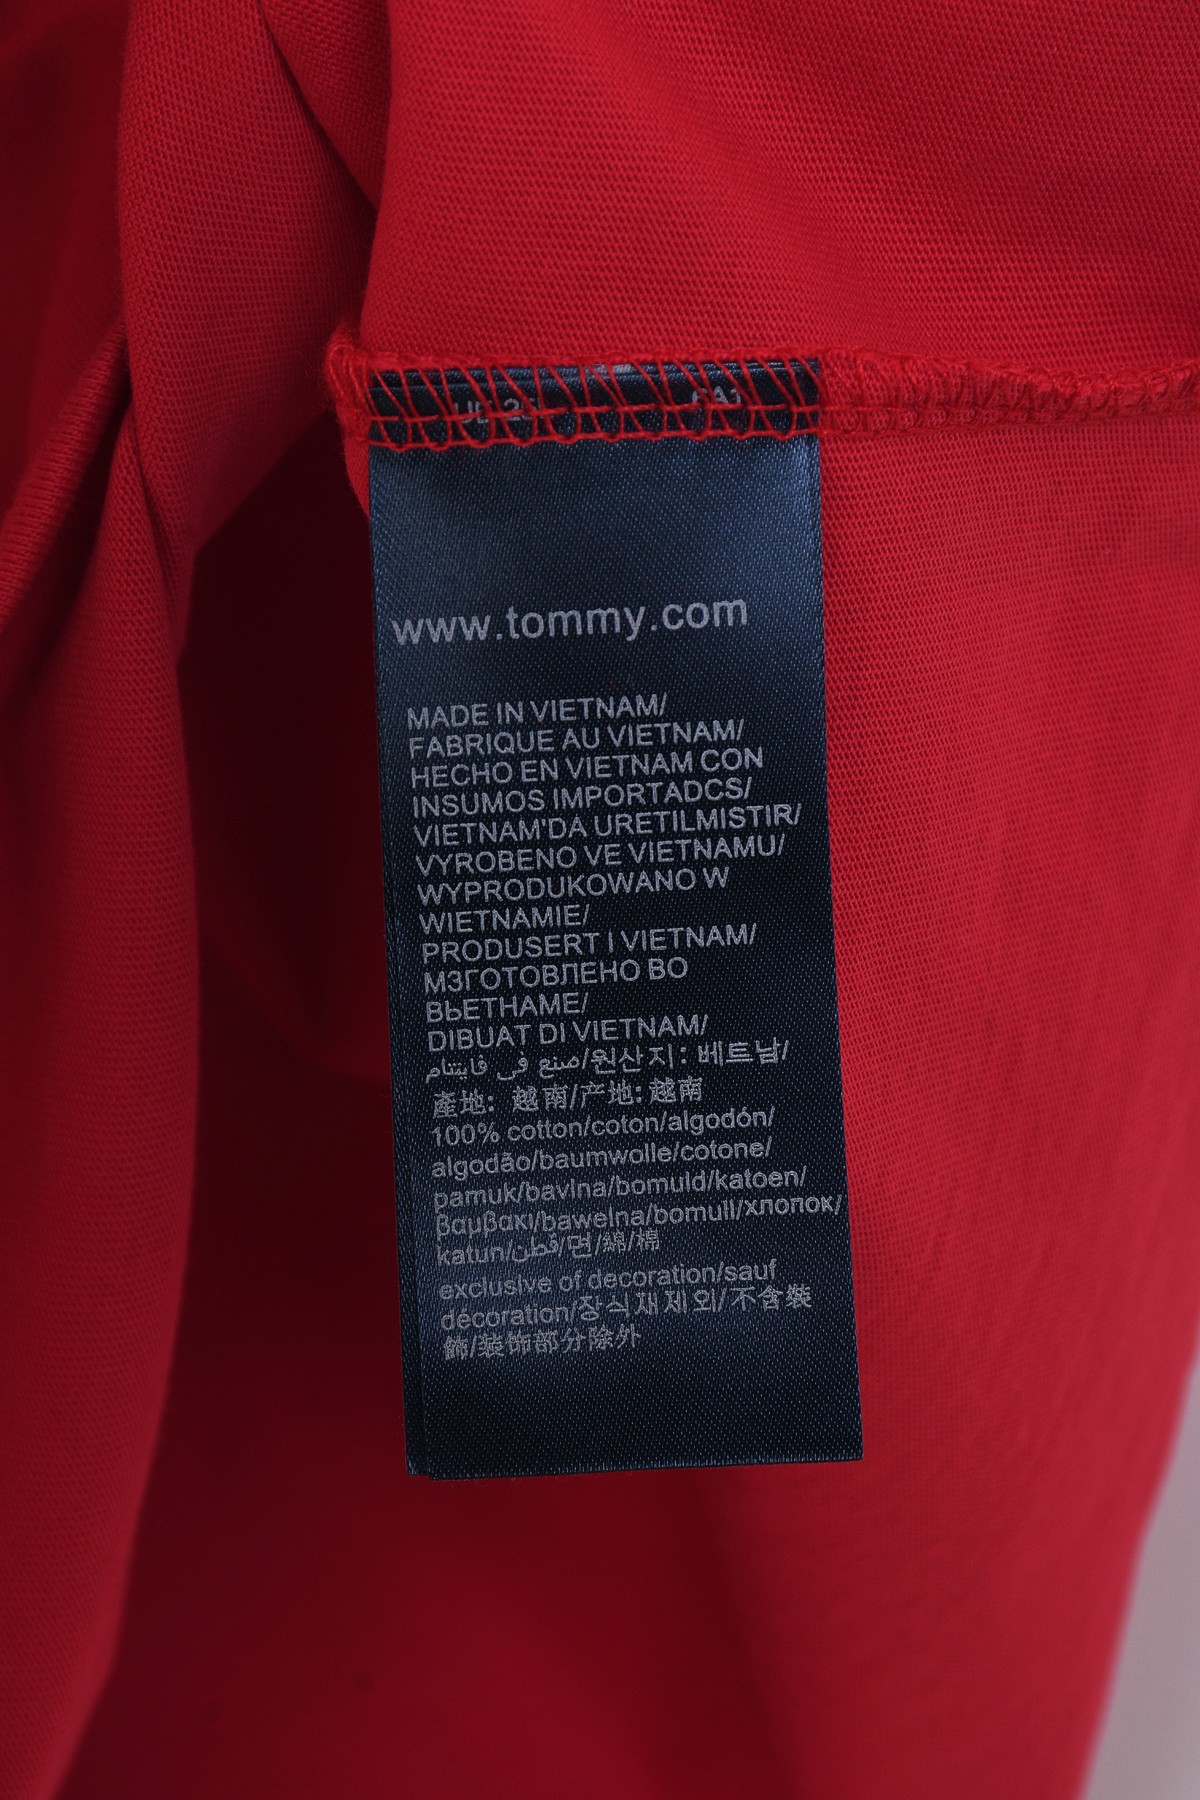 www.tommy.com
MADE IN VIETNAM/
FABRIQUE AU VIETNAM/
HECHO EN VIETNAM CON
INSUMOS IMPORTADCS/
VIETNAM'DA URETILMISTIR/
VYROBENO VE VIETNAMU/
WYPRODUKOWANO W
WIETNAMIE/
PRODUSERT I VIETNAM/
МЗГОТОВЛЕНО ВО
ВЬЕТНАМЕ/
DIBUAT DI VIETNAM/
صنع في فايتنام/원산지: 베트남/
產地: 越南/产地: 越南
100% cotton/coton/algodón/
algodão/baumwolle/cotone/
pamuk/bavlna/bomuld/katoen/
βαμβακι/bawelna/bomull/хлопок/
katun/قطن/면/綿/棉
exclusive of decoration/sauf
décoration/장식재제외/不含裝
飾/装饰部分除外